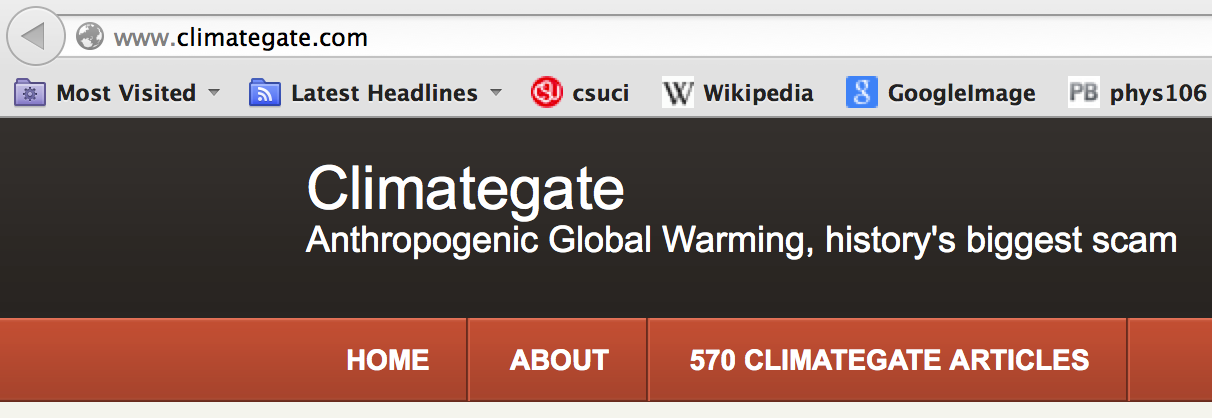 www.climategate.com
Most Visited Latest Headlines CSU csuci W Wikipedia g GoogleImage PB phys106
Climategate
Anthropogenic Global Warming, history's biggest scam
HOME ABOUT 570 CLIMATEGATE ARTICLES